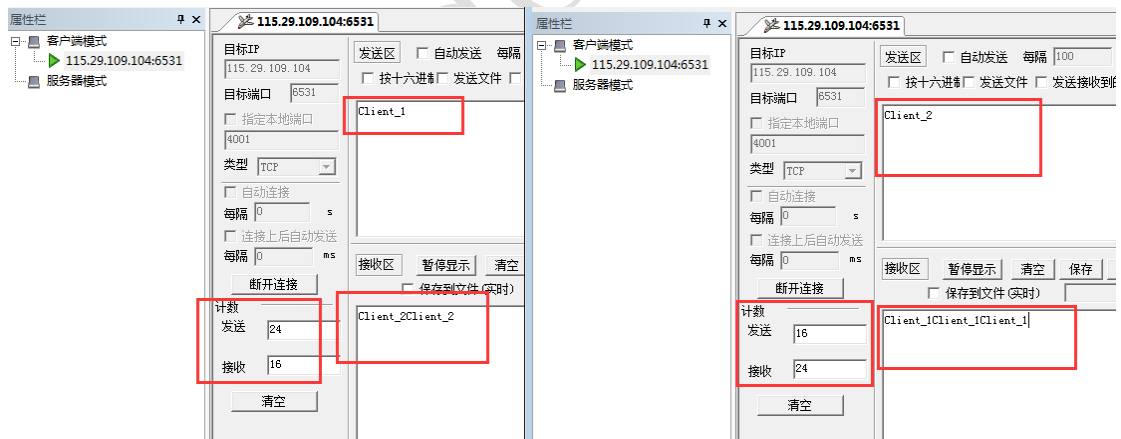 属性栏
客户端模式
115.29.109.104:6531
服务器模式
115.29.109.104:6531
目标IP
115.29.109.104
目标端口 6531
指定本地端口
4001
类型 TCP
自动连接
每隔 0 s
连接上后自动发送
每隔 0 ms
断开连接
计数
发送 24
接收 16
清空
发送区 自动发送 每隔
按十六进制 发送文件
Client_1
接收区 暂停显示 清空
保存到文件(实时)
Client_2Client_2
属性栏
客户端模式
115.29.109.104:6531
服务器模式
115.29.109.104:6531
目标IP
115.29.109.104
目标端口 6531
指定本地端口
4001
类型 TCP
自动连接
每隔 0 s
连接上后自动发送
每隔 0 ms
断开连接
计数
发送 16
接收 24
清空
发送区 自动发送 每隔 100
按十六进制 发送文件 发送接收到的
Client_2
接收区 暂停显示 清空 保存
保存到文件(实时)
Client_1Client_1Client_1